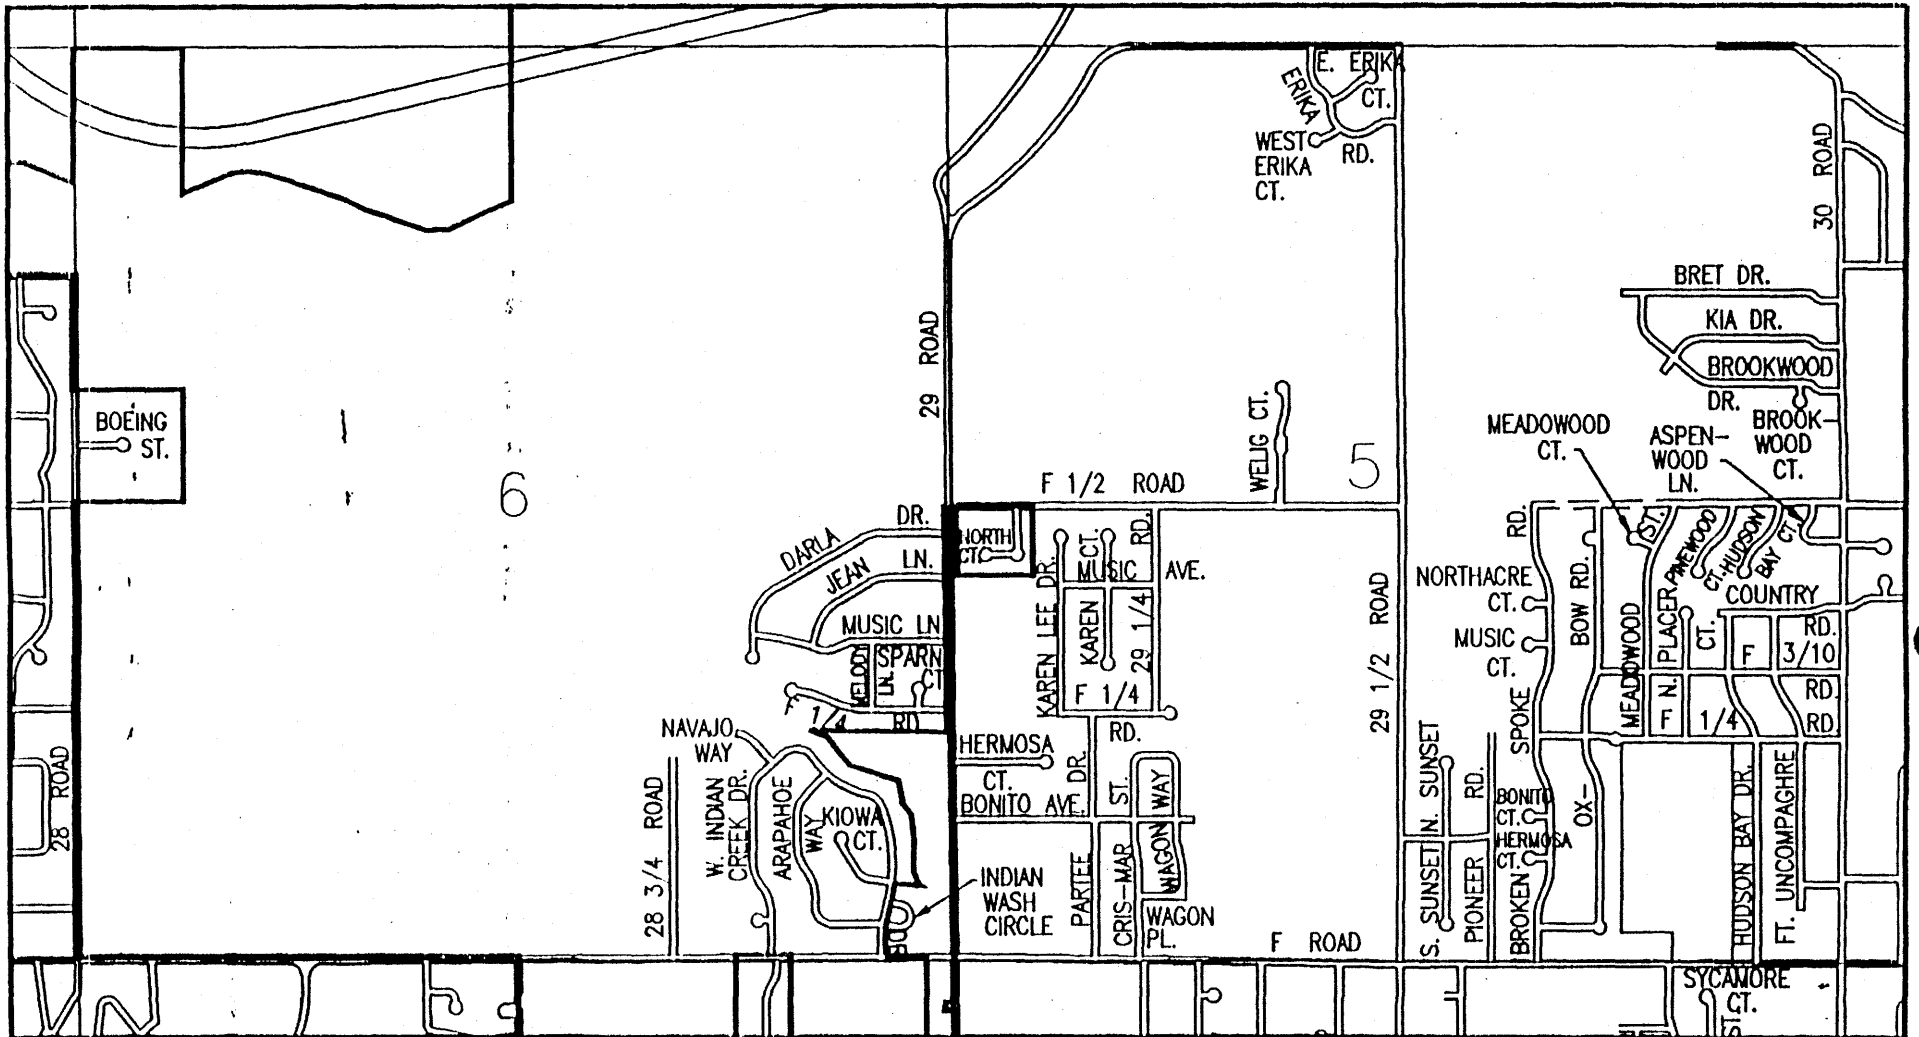 E. ERIKA
CT.
ERIKA
RD.
WEST
ERIKA
CT.
30 ROAD
BRET DR.
KIA DR.
BROOKWOOD
DR.
BROOK-
WOOD
CT.
29 ROAD
BOEING
ST.
WELIG CT.
MEADOWOOD
CT.
ASPEN-
WOOD
LN.
6
5
F 1/2 ROAD
DARLA DR.
JEAN LN.
MUSIC LN
MELOD
LN.
SPARN
CT
F 1/4 RD
NORTH
CT.
KAREN LEE DR.
KAREN CT.
MUSIC AVE.
29 1/4 RD.
F 1/4
RD.
29 1/2 ROAD
BROKEN SPOKE RD.
NORTHACRE
CT.
MUSIC
CT.
OX-BOW RD.
MEADOWOOD ST.
PINEWOOD
CT.
HUDSON
BAY CT.
N. PLACER CT.
COUNTRY
RD.
F 3/10
RD.
F 1/4 RD.
28 ROAD
NAVAJO
WAY
28 3/4 ROAD
W. INDIAN
CREEK DR.
ARAPAHOE
WAY
KIOWA
CT.
INDIAN
WASH
CIRCLE
HERMOSA
CT.
BONITO AVE.
PARTEE DR.
CRIS-MAR ST.
WAGON WAY
WAGON
PL.
F ROAD
S. SUNSET
N. SUNSET
PIONEER RD.
BONITO
CT.
HERMOSA
CT.
HUDSON BAY DR.
FT. UNCOMPAGHRE
SYCAMORE
CT.
ST.